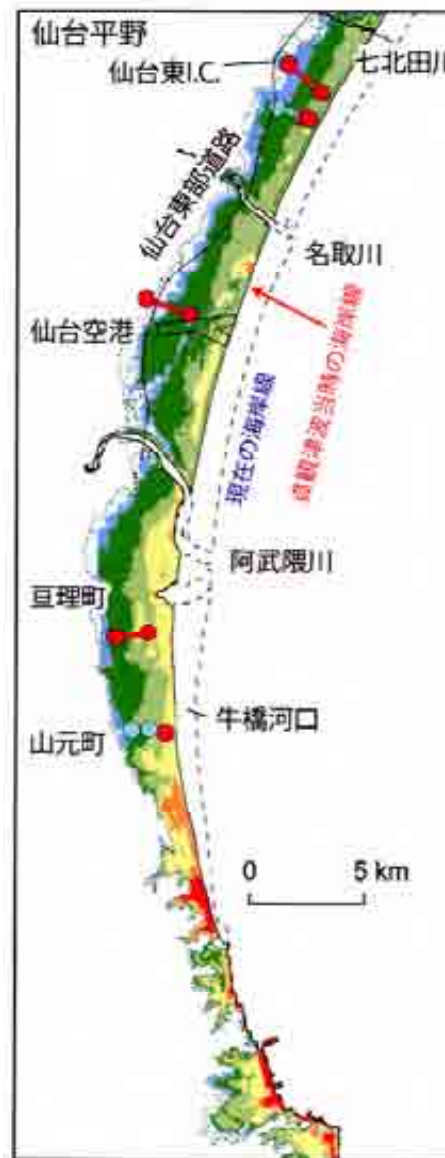 仙台平野
仙台東I.C.
七北田川
仙台東部道路
名取川
仙台空港
現在の海岸線
貞観津波当時の海岸線
阿武隈川
亘理町
牛橋河口
山元町
0 5 km